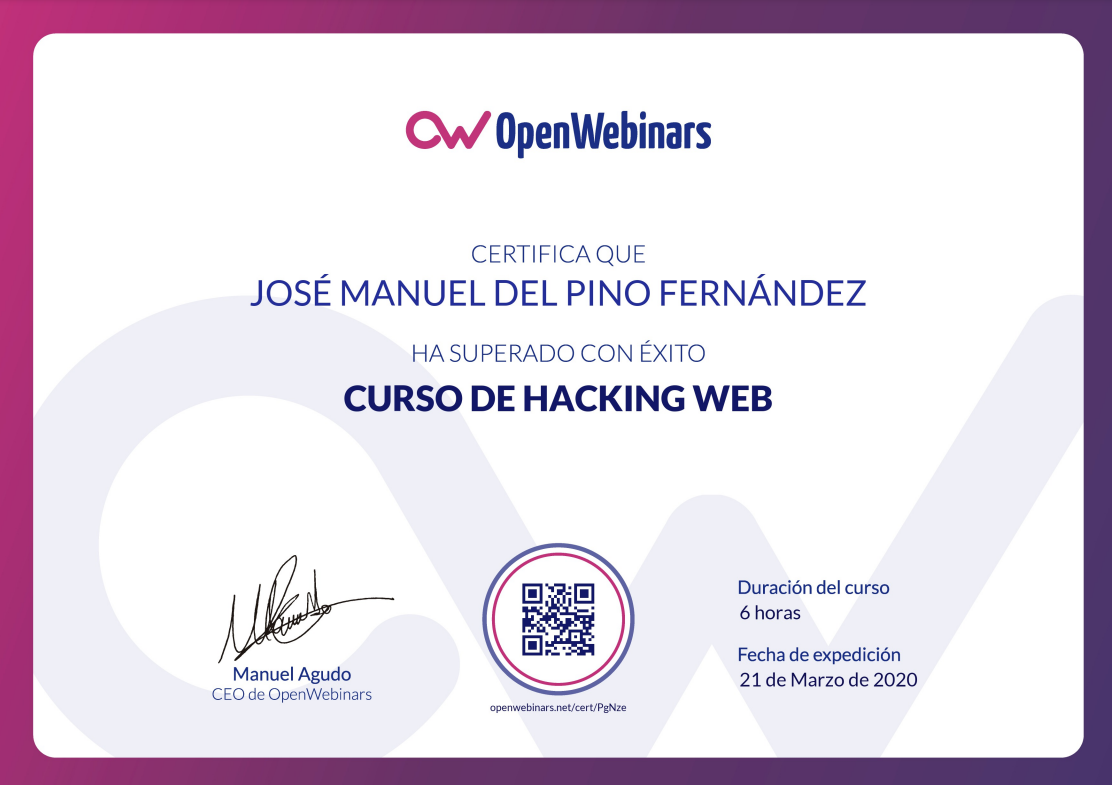 OpenWebinars
CERTIFICA QUE
JOSÉ MANUEL DEL PINO FERNÁNDEZ
HA SUPERADO CON ÉXITO
CURSO DE HACKING WEB
Manuel Agudo
CEO de OpenWebinars
openwebinars.net/cert/PgNze
Duración del curso
6 horas
Fecha de expedición
21 de Marzo de 2020